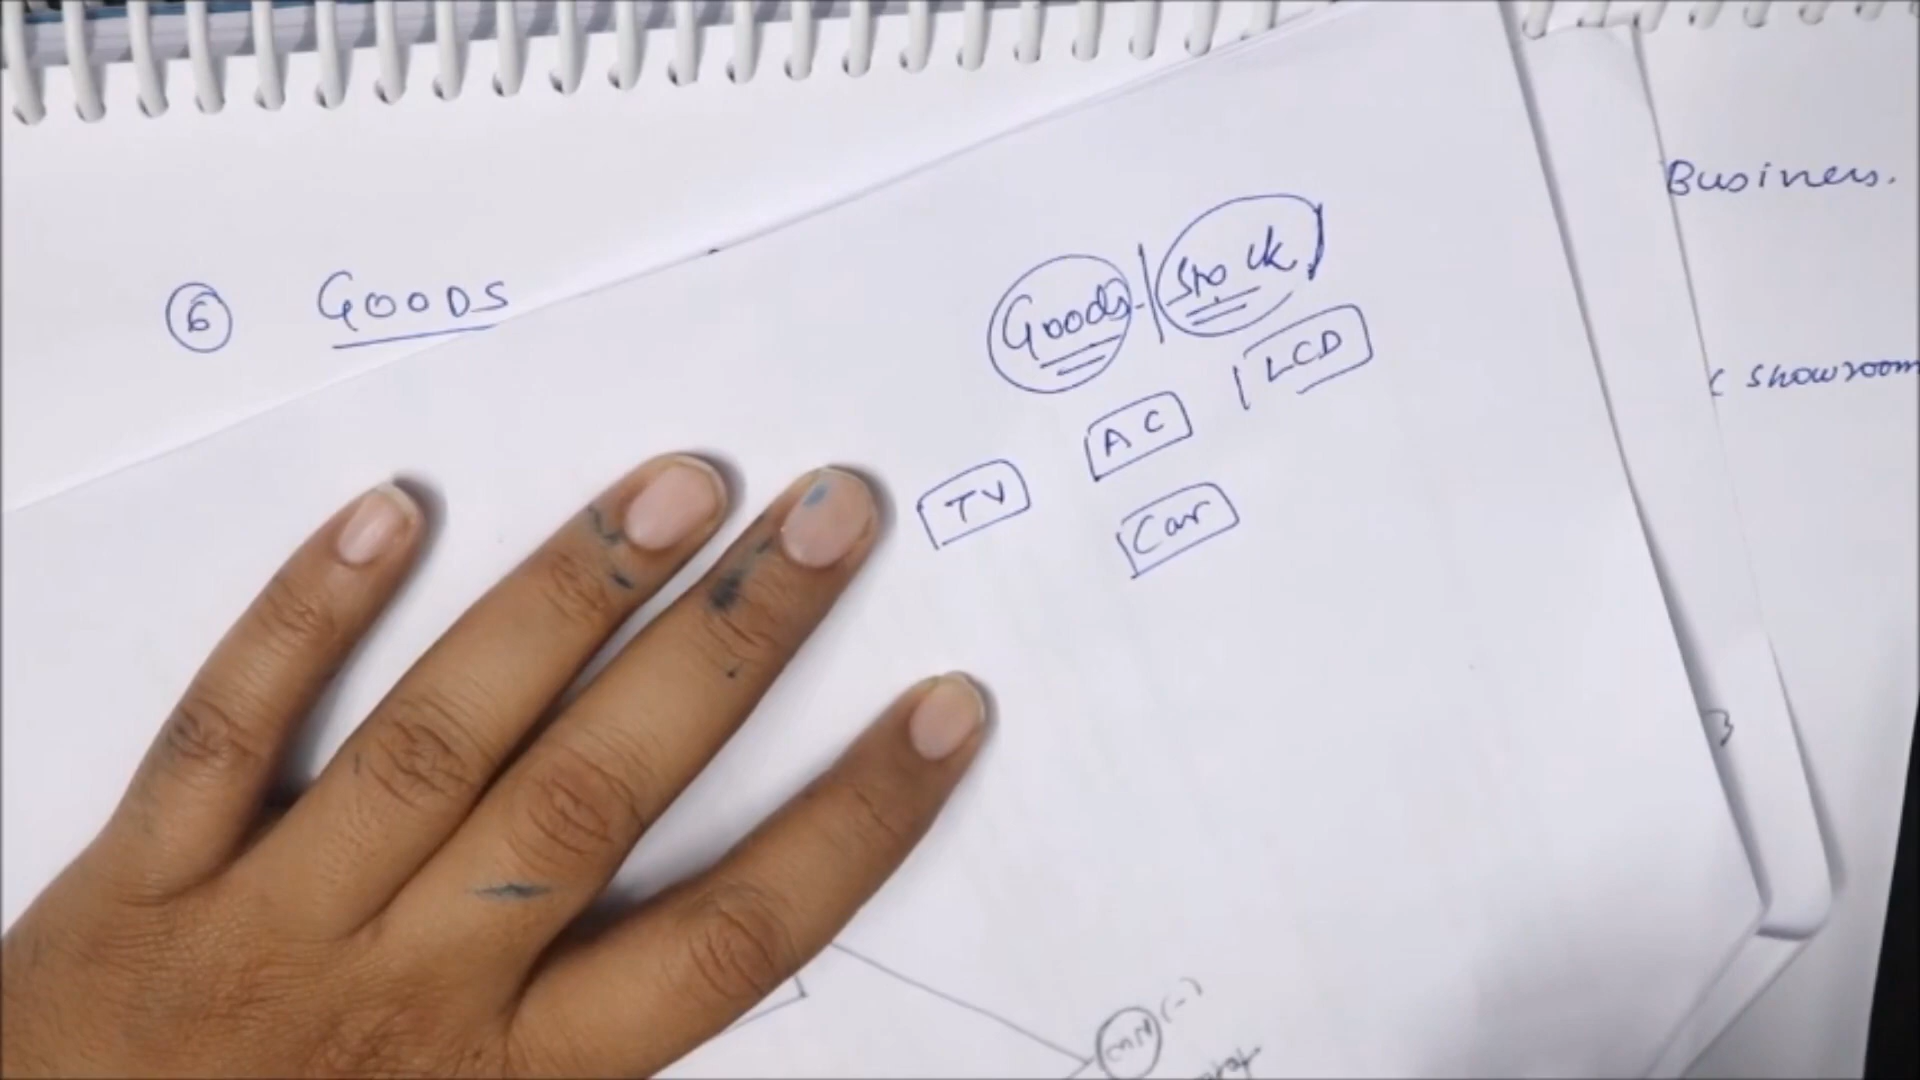 Business.
⑥ GOODS
Goods | Stock
( Showroom
LCD
AC
TV
Car
(-)